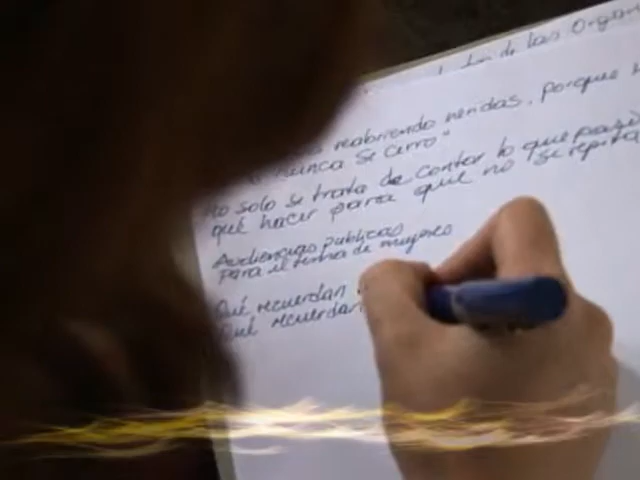 de las Organ
reabriendo heridas, porque
nunca se cerró"
No solo se trata de contar lo que pasó
qué hacer para que no se repita
Audiencias públicas
para el tema de mujeres
Qué recuerdan
Qué recuerdan